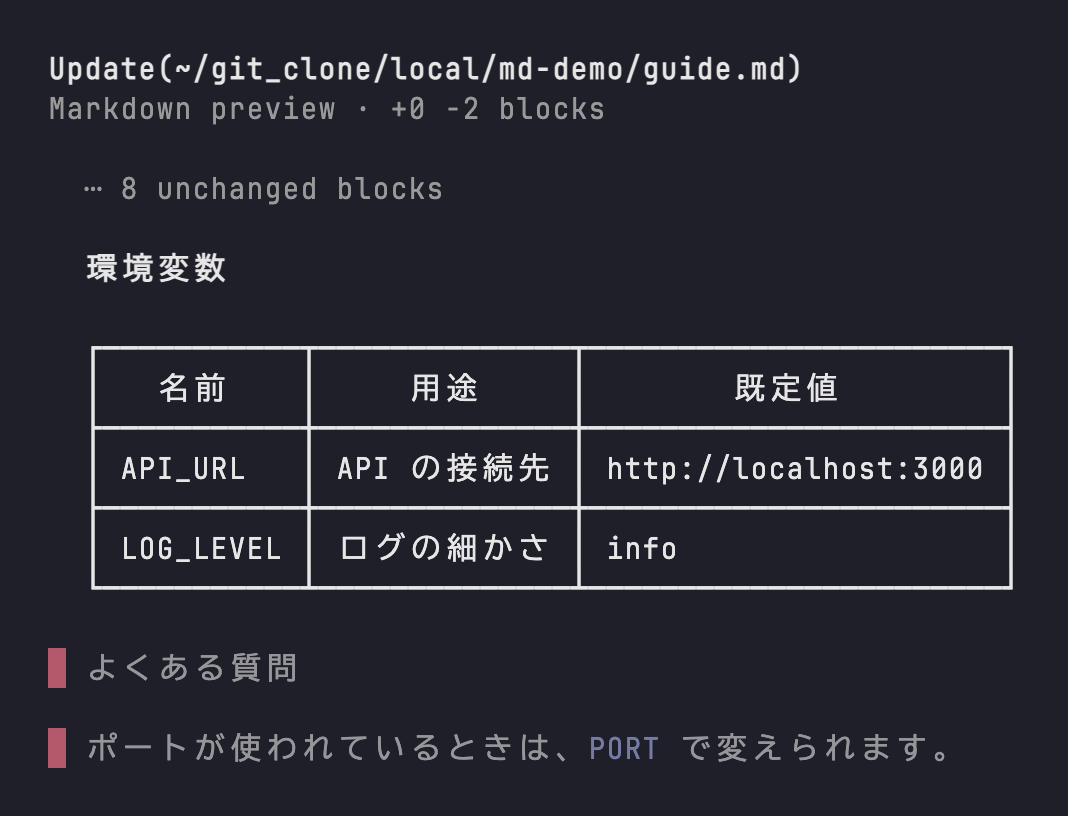 Update(~/git_clone/local/md-demo/guide.md)
Markdown preview · +0 -2 blocks
… 8 unchanged blocks
環境変数
名前 用途 既定値
API_URL API の接続先 http://localhost:3000
LOG_LEVEL ログの細かさ info
よくある質問
ポートが使われているときは、PORT で変えられます。